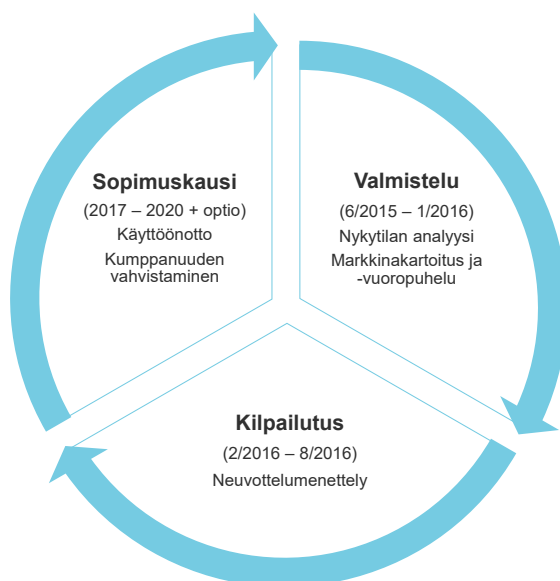 Sopimuskausi
(2017 – 2020 + optio)
Käyttöönotto
Kumppanuuden
vahvistaminen
Valmistelu
(6/2015 – 1/2016)
Nykytilan analyysi
Markkinakartoitus ja
-vuoropuhelu
Kilpailutus
(2/2016 – 8/2016)
Neuvottelumenettely